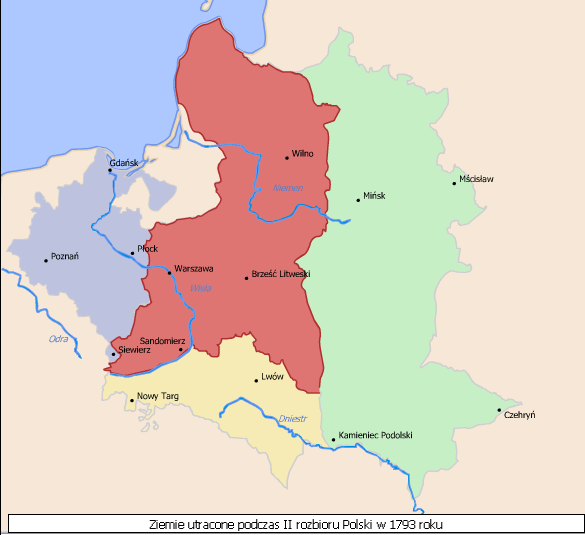 Wilno
Gdańsk
Mścisław
Niemen
Mińsk
Płock
Poznań
Warszawa
Brześć Litweski
Wisła
Odra
Sandomierz
Siewierz
Lwów
Nowy Targ
Dniestr
Czehryń
Kamieniec Podolski
Ziemie utracone podczas II rozbioru Polski w 1793 roku